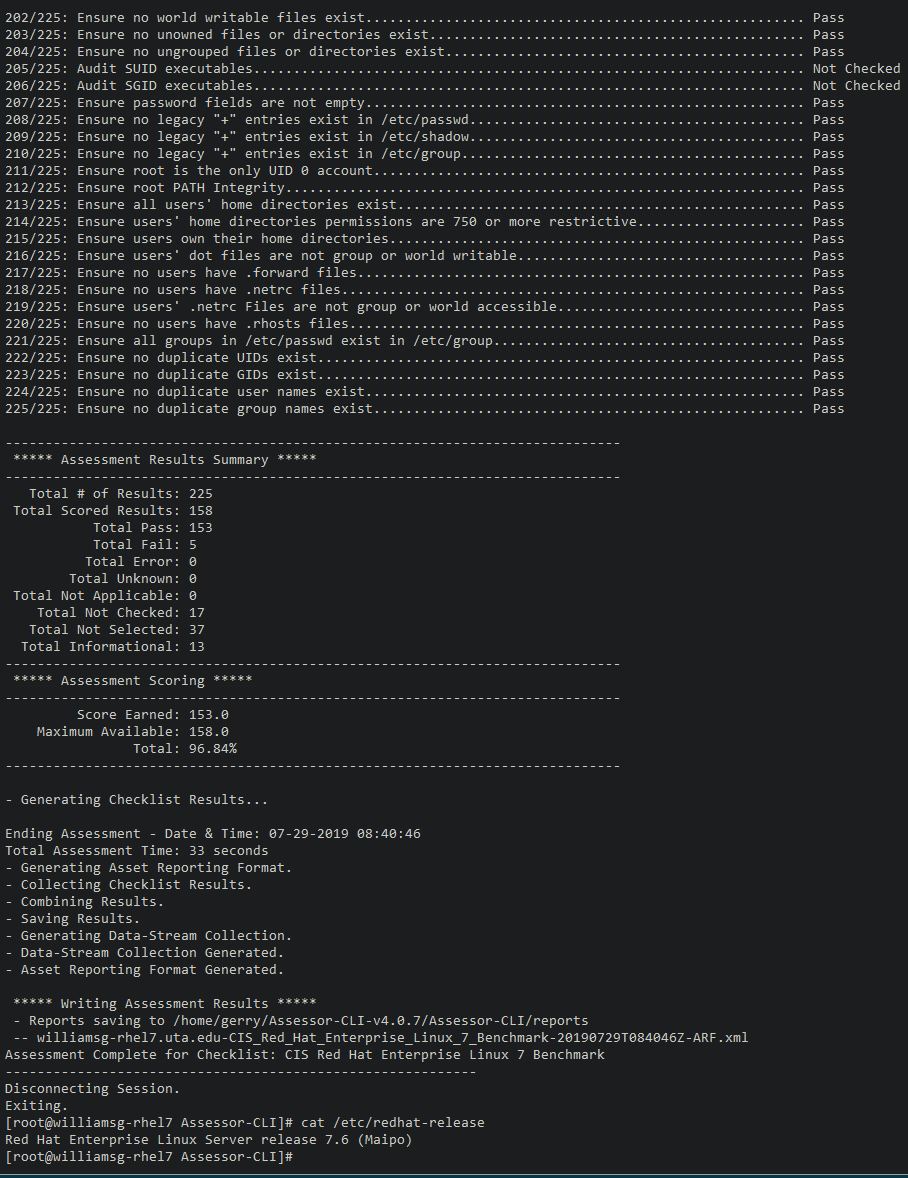 202/225: Ensure no world writable files exist....................................................... Pass
203/225: Ensure no unowned files or directories exist............................................... Pass
204/225: Ensure no ungrouped files or directories exist............................................. Pass
205/225: Audit SUID executables..................................................................... Not Checked
206/225: Audit SGID executables..................................................................... Not Checked
207/225: Ensure password fields are not empty....................................................... Pass
208/225: Ensure no legacy "+" entries exist in /etc/passwd.......................................... Pass
209/225: Ensure no legacy "+" entries exist in /etc/shadow.......................................... Pass
210/225: Ensure no legacy "+" entries exist in /etc/group........................................... Pass
211/225: Ensure root is the only UID 0 account...................................................... Pass
212/225: Ensure root PATH Integrity................................................................. Pass
213/225: Ensure all users' home directories exist................................................... Pass
214/225: Ensure users' home directories permissions are 750 or more restrictive..................... Pass
215/225: Ensure users own their home directories.................................................... Pass
216/225: Ensure users' dot files are not group or world writable.................................... Pass
217/225: Ensure no users have .forward files........................................................ Pass
218/225: Ensure no users have .netrc files.......................................................... Pass
219/225: Ensure users' .netrc Files are not group or world accessible............................... Pass
220/225: Ensure no users have .rhosts files......................................................... Pass
221/225: Ensure all groups in /etc/passwd exist in /etc/group....................................... Pass
222/225: Ensure no duplicate UIDs exist............................................................. Pass
223/225: Ensure no duplicate GIDs exist............................................................. Pass
224/225: Ensure no duplicate user names exist....................................................... Pass
225/225: Ensure no duplicate group names exist...................................................... Pass
-----------------------------------------------------------------------------
***** Assessment Results Summary *****
-----------------------------------------------------------------------------
Total # of Results: 225
Total Scored Results: 158
Total Pass: 153
Total Fail: 5
Total Error: 0
Total Unknown: 0
Total Not Applicable: 0
Total Not Checked: 17
Total Not Selected: 37
Total Informational: 13
-----------------------------------------------------------------------------
***** Assessment Scoring *****
-----------------------------------------------------------------------------
Score Earned: 153.0
Maximum Available: 158.0
Total: 96.84%
-----------------------------------------------------------------------------
- Generating Checklist Results...
Ending Assessment - Date & Time: 07-29-2019 08:40:46
Total Assessment Time: 33 seconds
- Generating Asset Reporting Format.
- Collecting Checklist Results.
- Combining Results.
- Saving Results.
- Generating Data-Stream Collection.
- Data-Stream Collection Generated.
- Asset Reporting Format Generated.
***** Writing Assessment Results *****
- Reports saving to /home/gerry/Assessor-CLI-v4.0.7/Assessor-CLI/reports
-- williamsg-rhel7.uta.edu-CIS_Red_Hat_Enterprise_Linux_7_Benchmark-20190729T084046Z-ARF.xml
Assessment Complete for Checklist: CIS Red Hat Enterprise Linux 7 Benchmark
-----------------------------------------------------------
Disconnecting Session.
Exiting.
[root@williamsg-rhel7 Assessor-CLI]# cat /etc/redhat-release
Red Hat Enterprise Linux Server release 7.6 (Maipo)
[root@williamsg-rhel7 Assessor-CLI]#